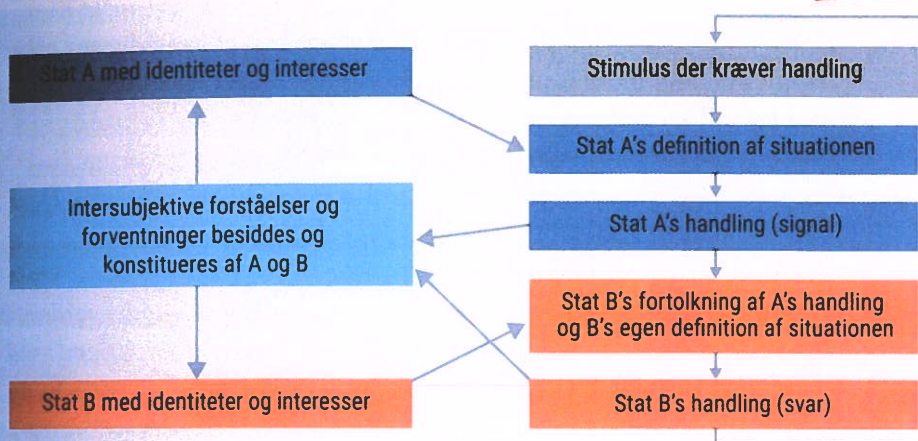 Stat A med identiteter og interesser
Intersubjektive forståelser og
forventninger besiddes og
konstitueres af A og B
Stat B med identiteter og interesser
Stimulus der kræver handling
Stat A's definition af situationen
Stat A's handling (signal)
Stat B's fortolkning af A's handling
og B's egen definition af situationen
Stat B's handling (svar)